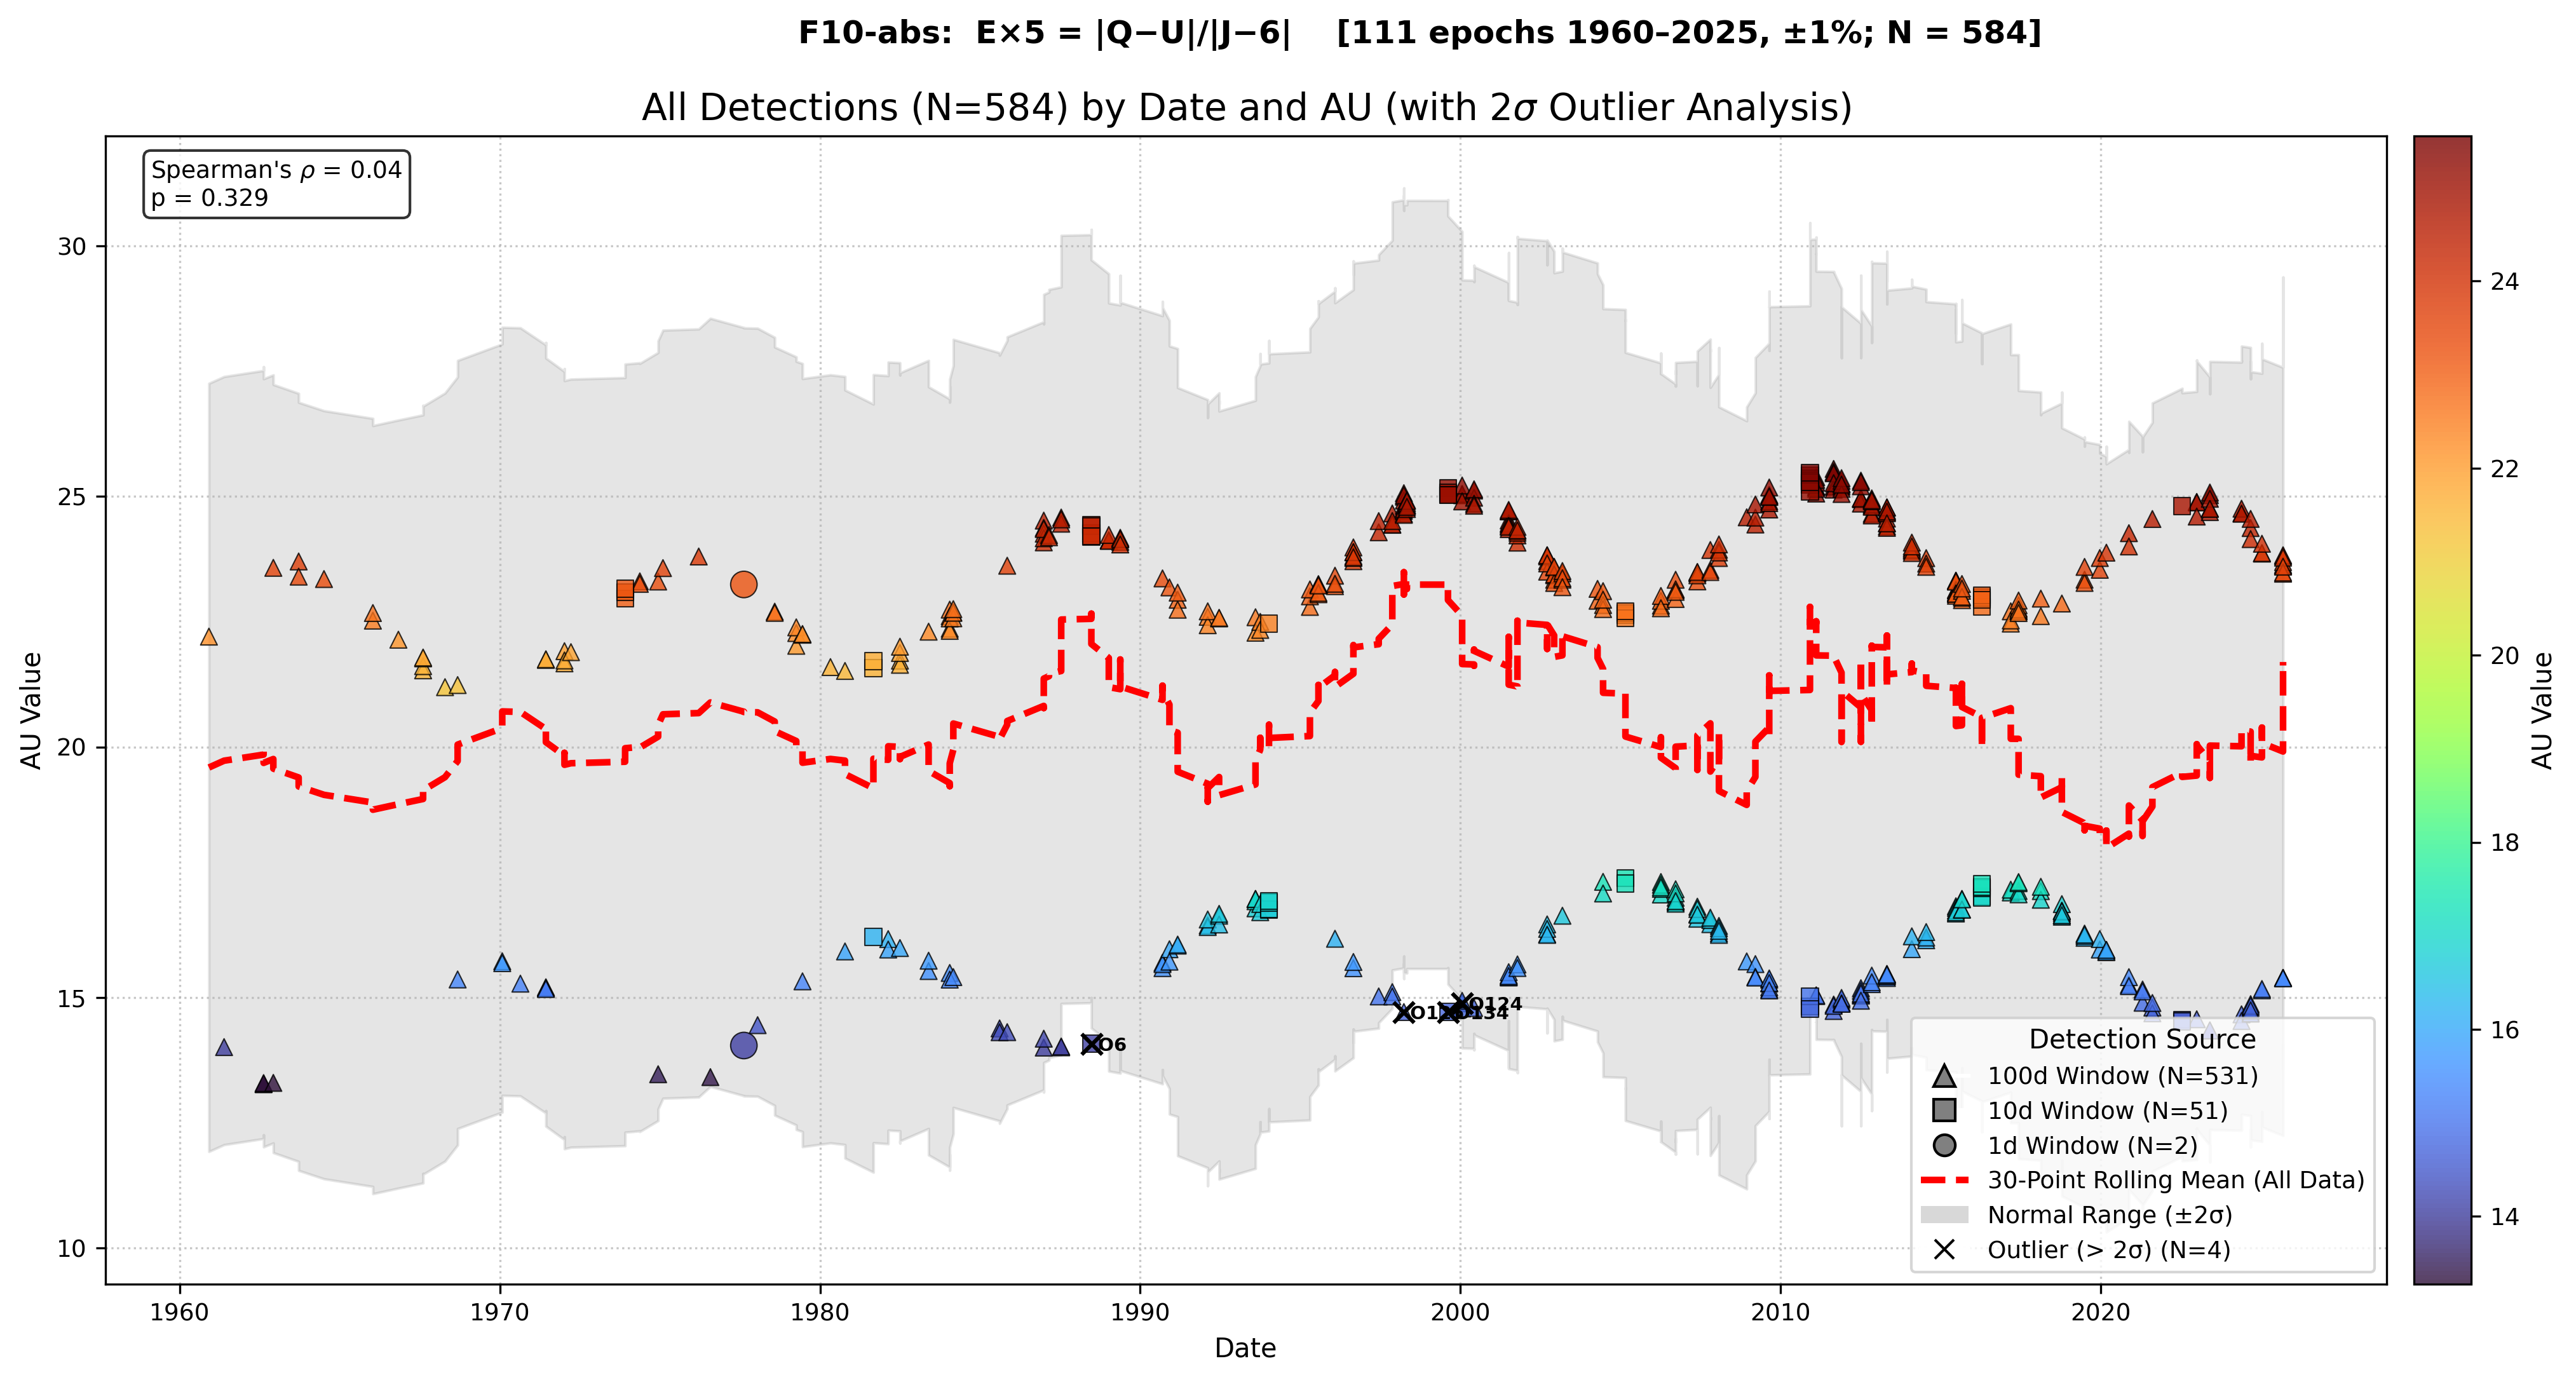 F10-abs:  E×5 = |Q−U|/|J−6|    [111 epochs 1960–2025, ±1%; N = 584]
All Detections (N=584) by Date and AU (with 2σ Outlier Analysis)
Spearman's ρ = 0.04
p = 0.329
AU Value
30
25
20
15
10
O6
O124
1960
1970
1980
1990
2000
2010
2020
Date
Detection Source
100d Window (N=531)
10d Window (N=51)
1d Window (N=2)
30-Point Rolling Mean (All Data)
Normal Range (±2σ)
Outlier (> 2σ) (N=4)
24
22
20
18
16
14
AU Value